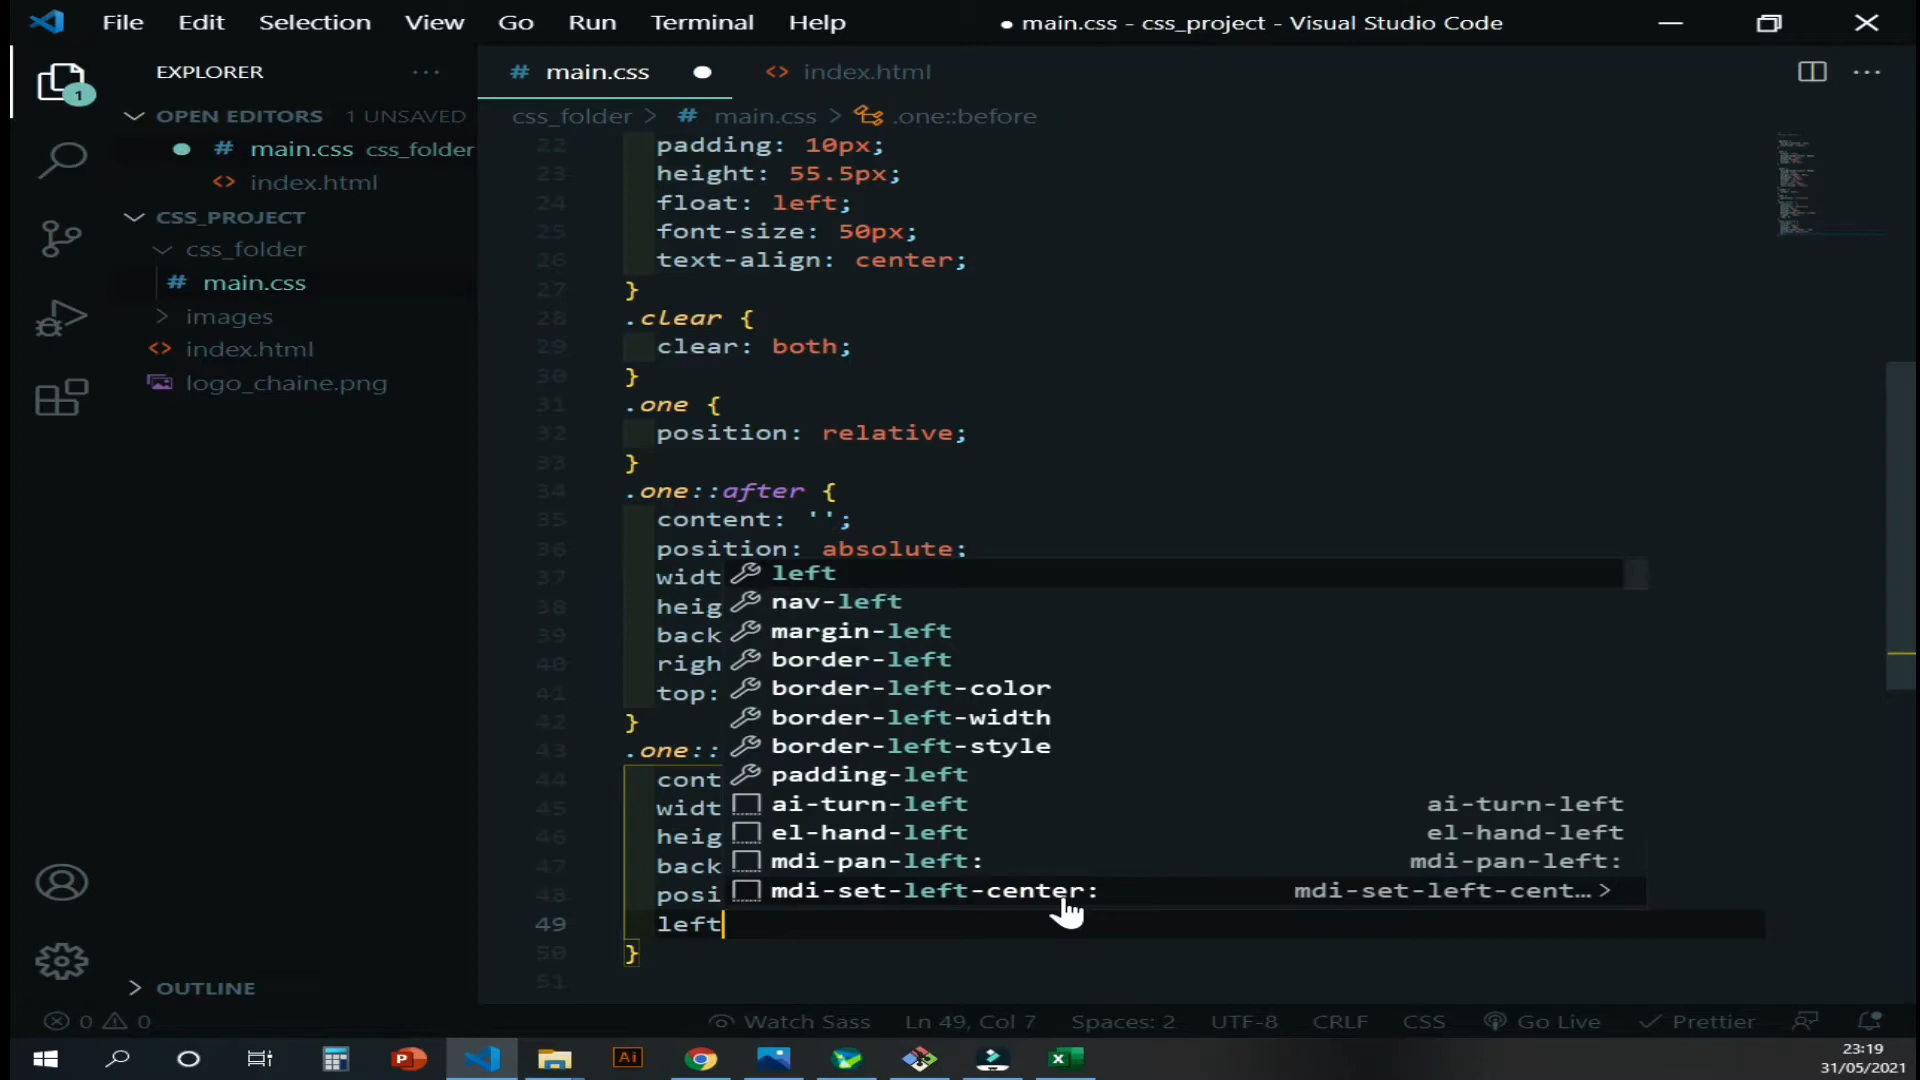 File Edit Selection View Go Run Terminal Help ● main.css - css_project - Visual Studio Code
EXPLORER ···
# main.css ● <> index.html
1
OPEN EDITORS 1 UNSAVED
css_folder > # main.css > .one::before
● # main.css css_folder
<> index.html
CSS_PROJECT
css_folder
# main.css
images
<> index.html
logo_chaine.png
22 padding: 10px;
23 height: 55.5px;
24 float: left;
25 font-size: 50px;
26 text-align: center;
27 }
28 .clear {
29 clear: both;
30 }
31 .one {
32 position: relative;
33 }
34 .one::after {
35 content: '';
36 position: absolute;
37 widt
38 heig
39 back
40 righ
41 top:
42 }
43 .one::
44 cont
45 widt
46 heig
47 back
48 posi
49 left
50 }
51
left
nav-left
margin-left
border-left
border-left-color
border-left-width
border-left-style
padding-left
ai-turn-left ai-turn-left
el-hand-left el-hand-left
mdi-pan-left: mdi-pan-left:
mdi-set-left-center: mdi-set-left-cent... >
OUTLINE
0 0 Watch Sass Ln 49, Col 7 Spaces: 2 UTF-8 CRLF CSS Go Live Prettier
P Ai X
23:19
31/05/2021